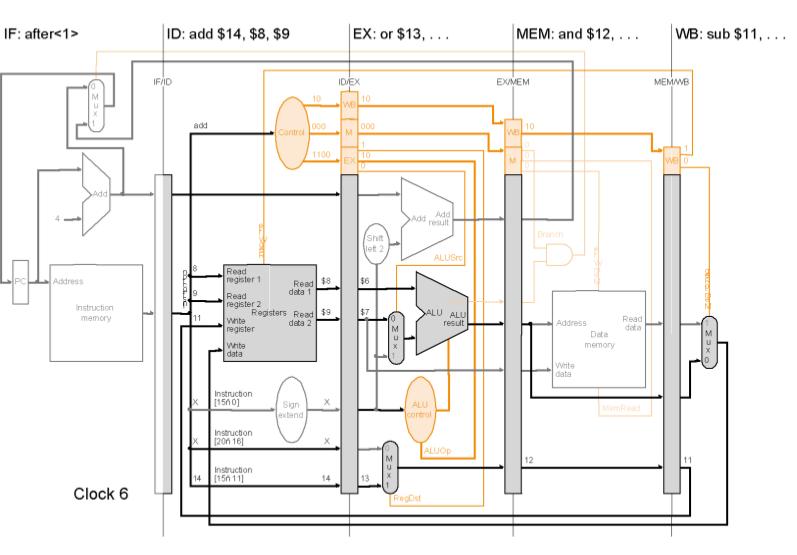 IF: after<1>
ID: add $14, $8, $9
EX: or $13, . . .
MEM: and $12, . . .
WB: sub $11, . . .
IF/ID
ID/EX
EX/MEM
MEM/WB
0
M
u
x
1
add
Control
10
000
1100
WB
M
EX
10
000
1
10
0
WB
M
10
WB
1
0
Add
4
PC
Address
Instruction
memory
8
9
11
Read
register 1
Read
register 2
Write
register
Write
data
Registers
Read
data 1
Read
data 2
$8
$9
$6
$7
Shift
left 2
Add
Add
result
ALUSrc
Branch
ALU
ALU
result
0
M
u
x
1
Address
Data
memory
Read
data
Write
data
1
M
u
x
0
X
Instruction
[15ñ0]
Sign
extend
X
ALU
control
MemRead
X
Instruction
[20ñ16]
X
ALUOp
14
Instruction
[15ñ11]
14
13
0
M
u
x
1
12
11
RegDst
Clock 6